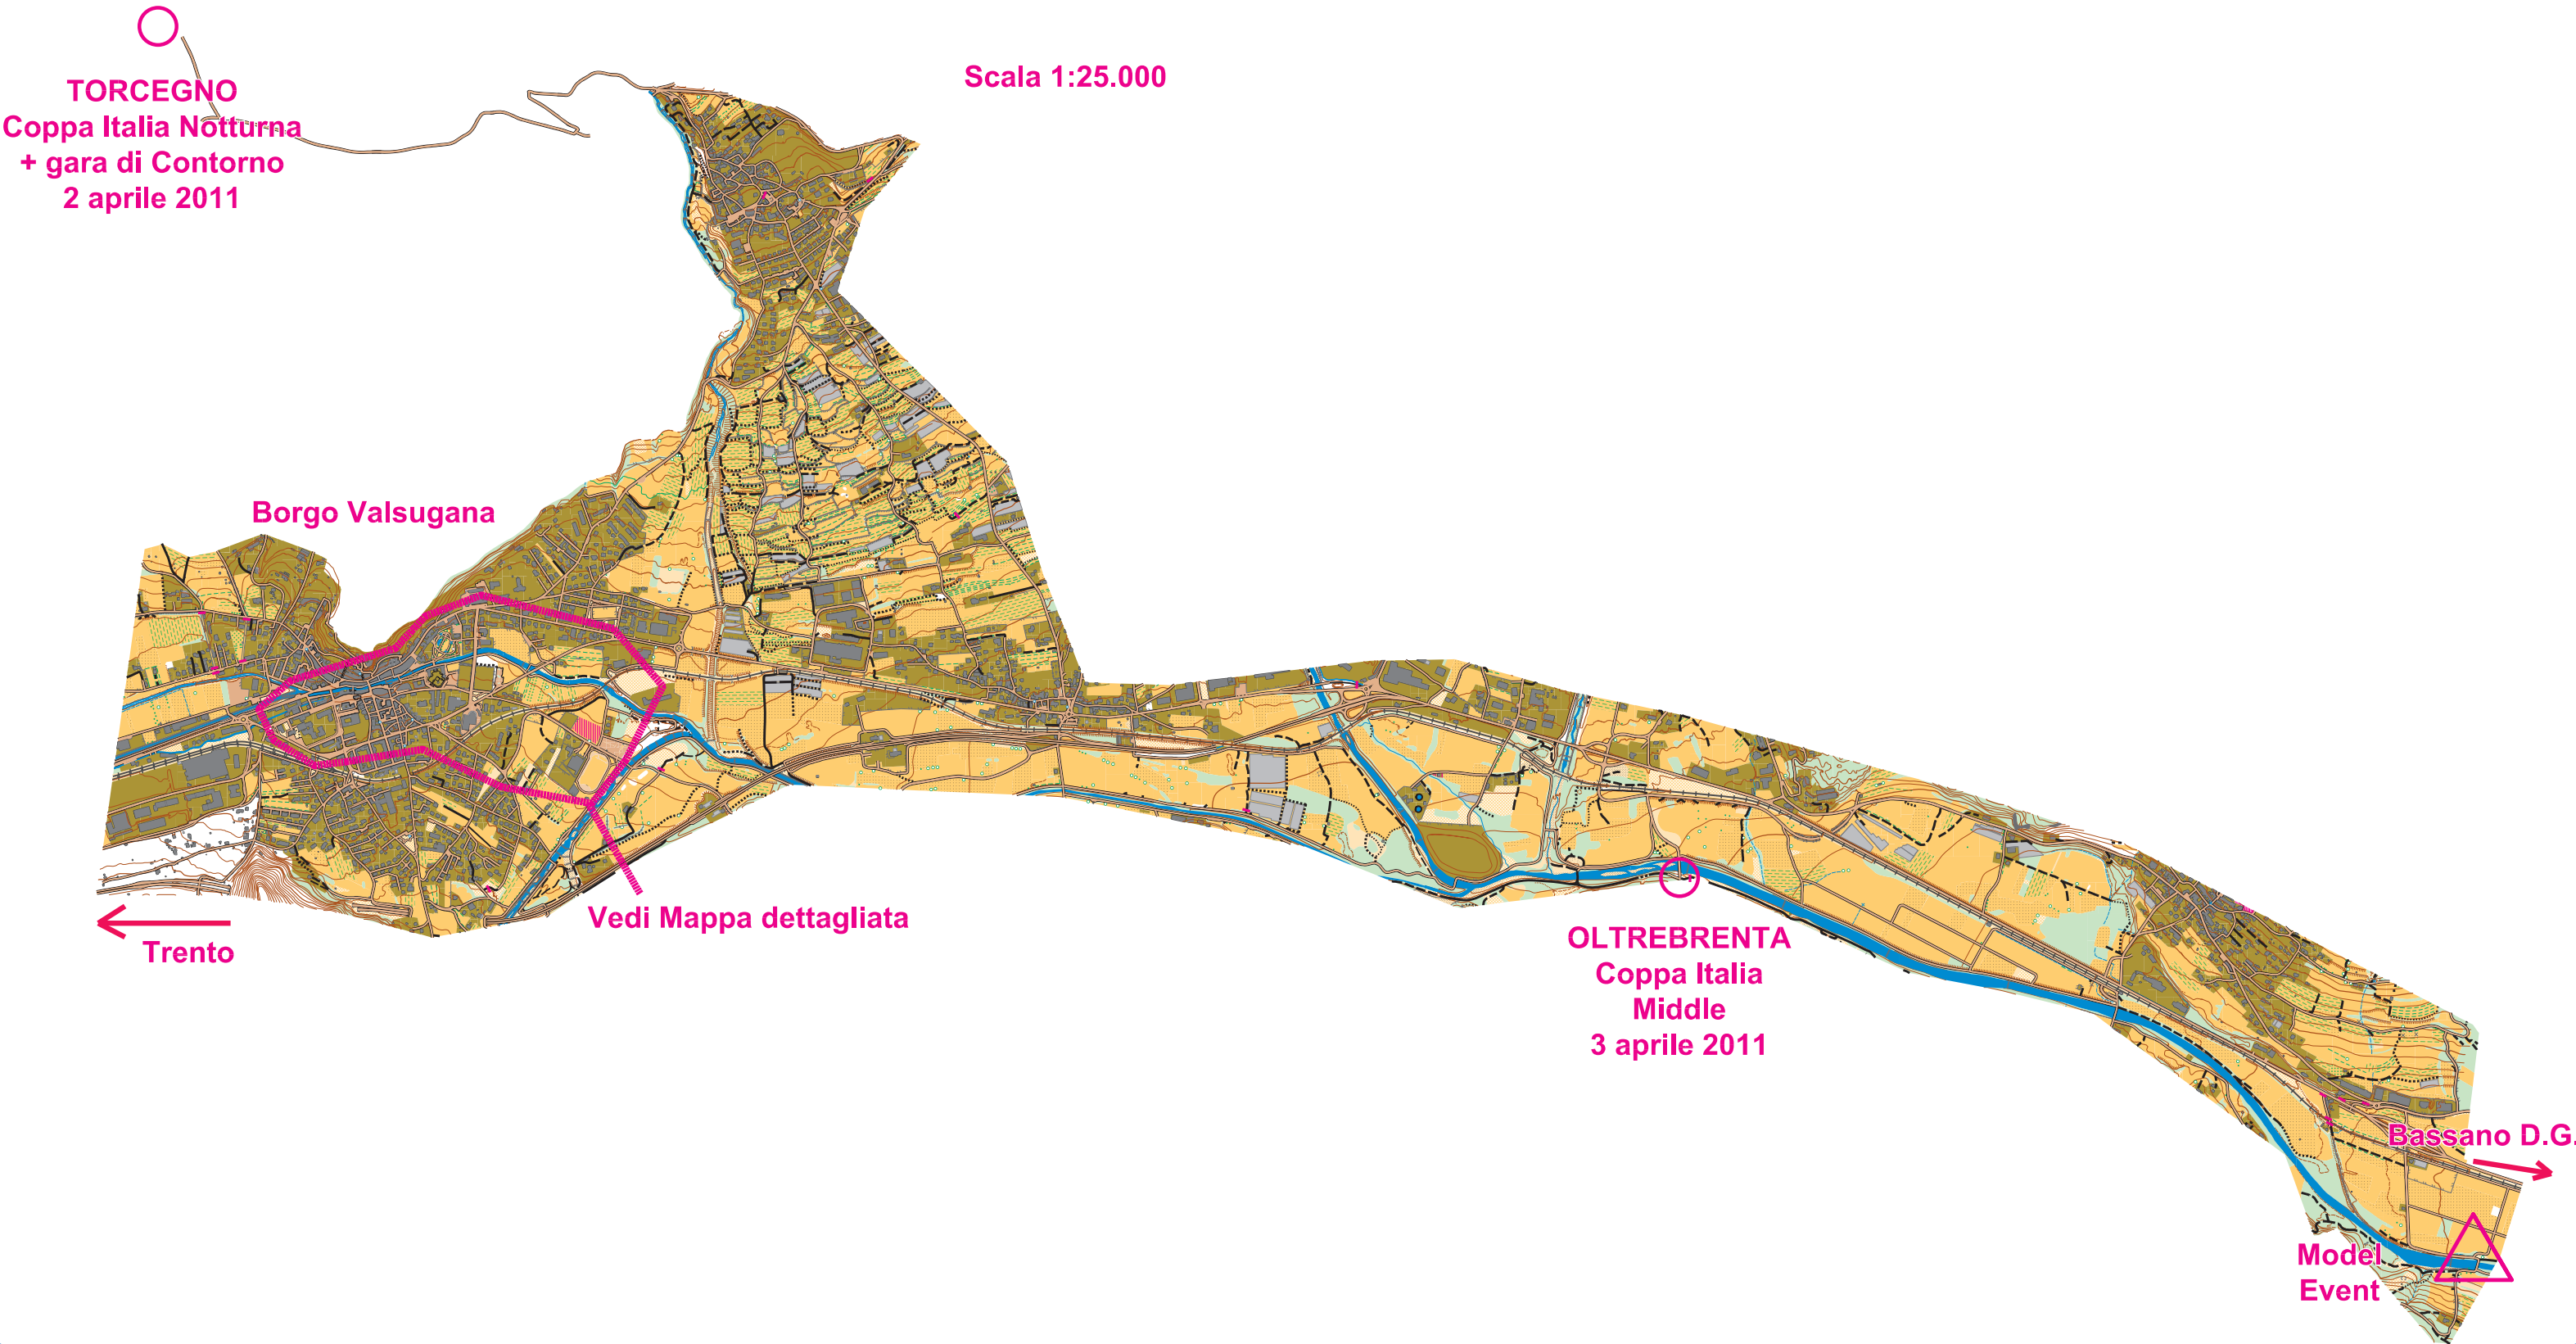 TORCEGNO
Coppa Italia Notturna
+ gara di Contorno
2 aprile 2011
Scala 1:25.000
Borgo Valsugana
Vedi Mappa dettagliata
Trento
OLTREBRENTA
Coppa Italia
Middle
3 aprile 2011
Bassano D.G.
Model
Event